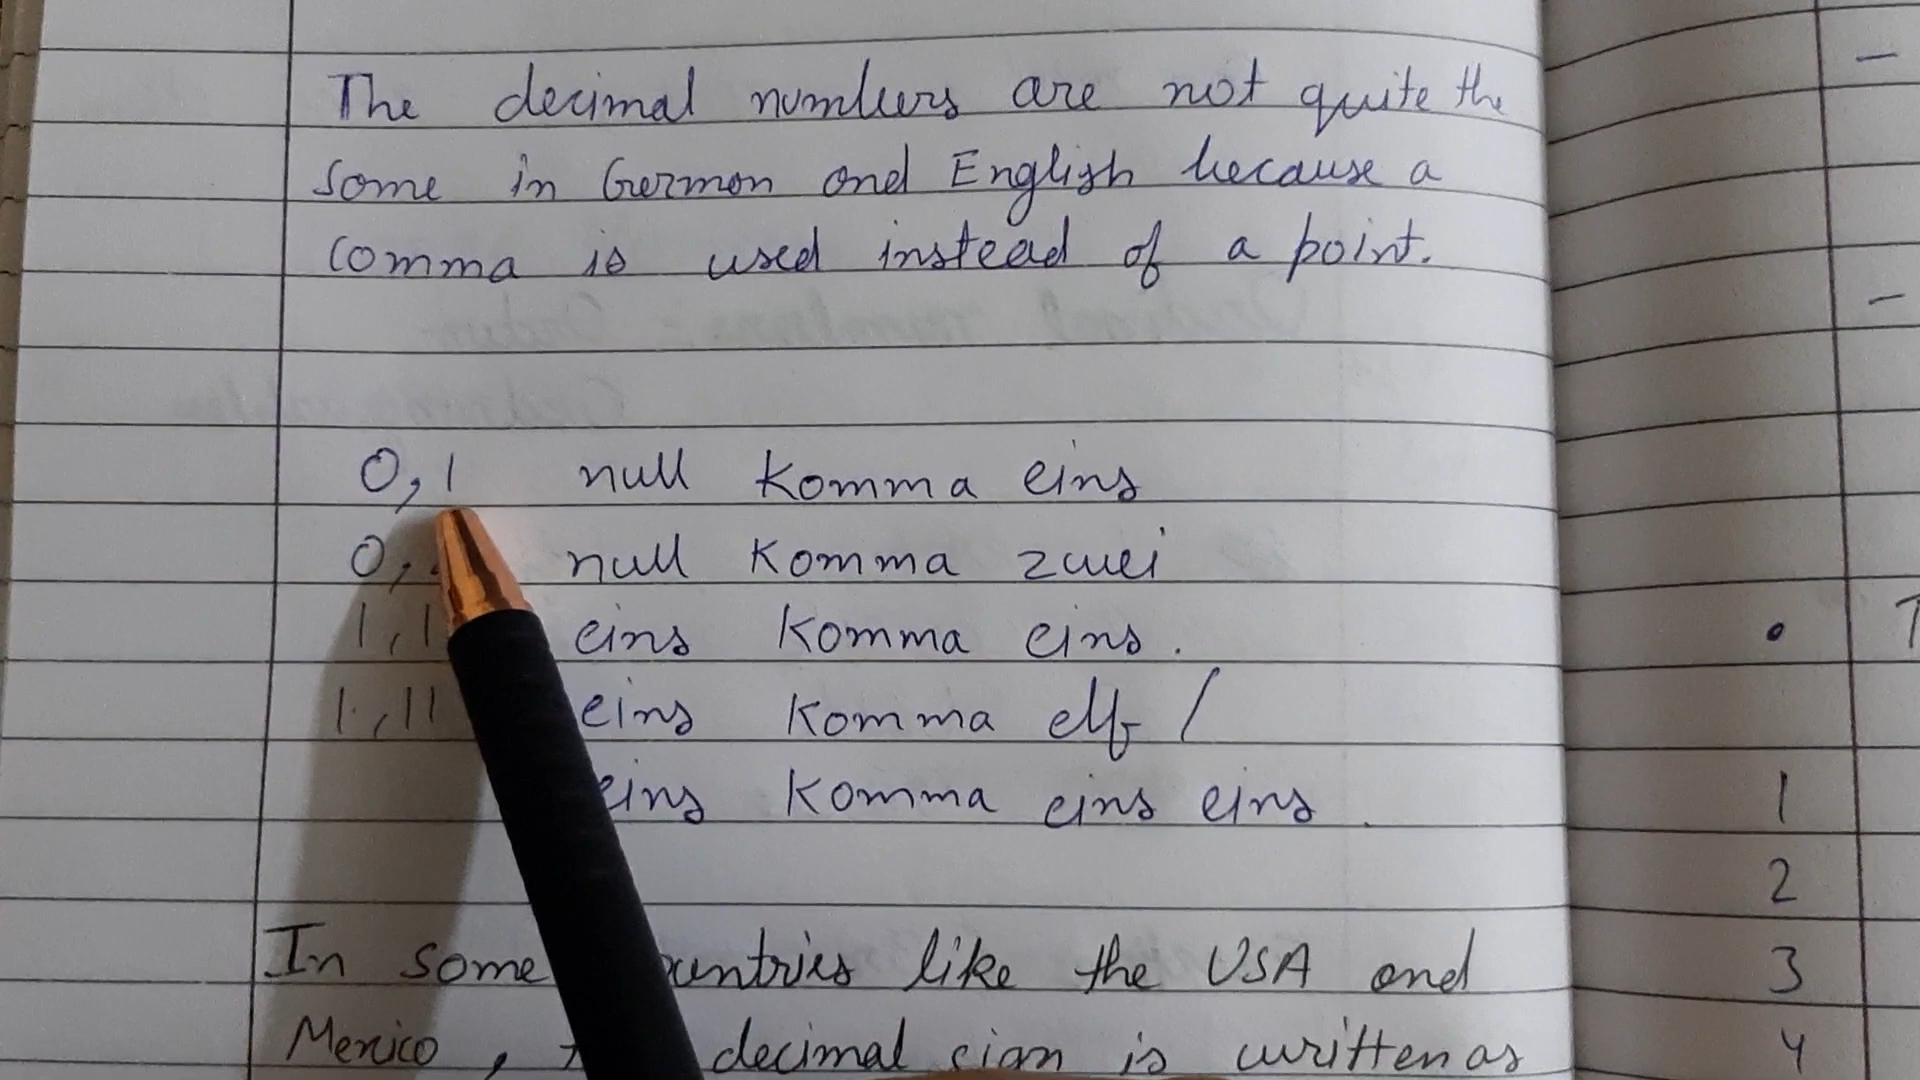 The decimal numbers are not quite the
same in German and English because a
comma is used instead of a point.
0,1 null Komma eins
0, null Komma zwei
1,1 eins Komma eins.
1,11 eins Komma elf /
eins Komma eins eins.
In some countries like the USA and
Mexico, decimal sign is written as
1
2
3
4